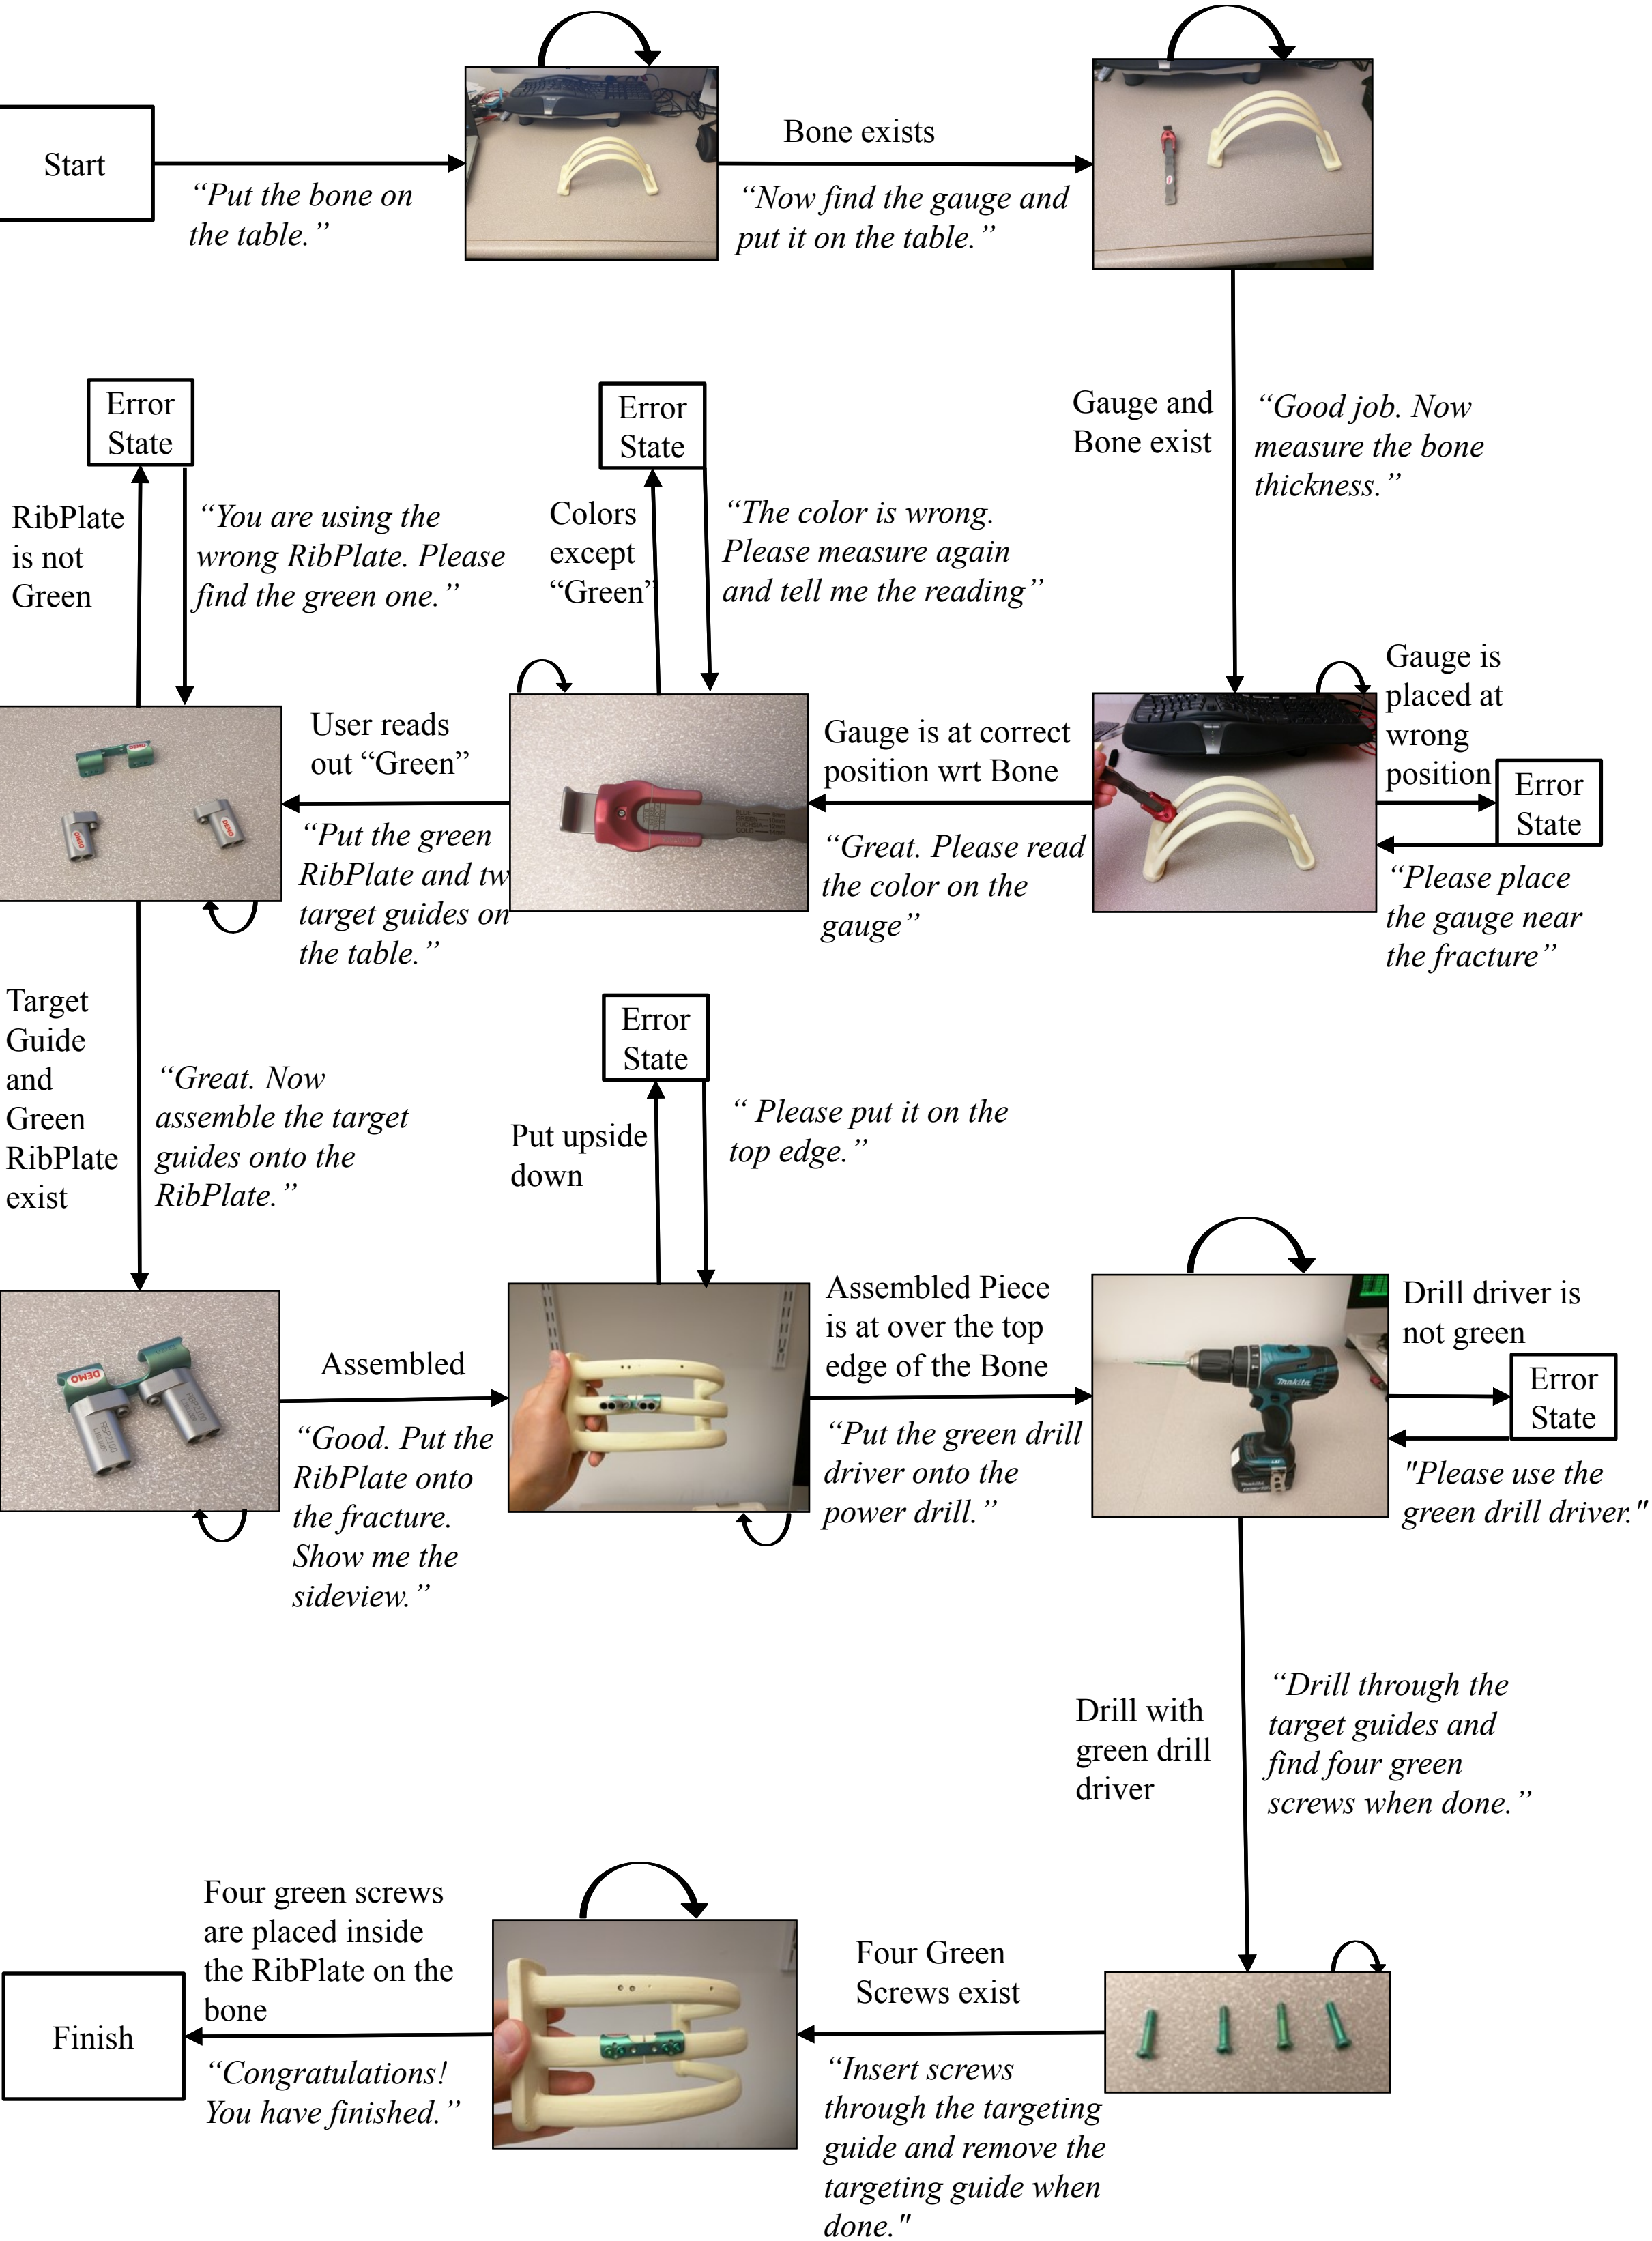 Start
“Put the bone on
the table.”
Bone exists
“Now find the gauge and
put it on the table.”
Gauge and
Bone exist
“Good job. Now
measure the bone
thickness.”
Error
State
RibPlate
is not
Green
“You are using the
wrong RibPlate. Please
find the green one.”
Error
State
Colors
except
“Green”
“The color is wrong.
Please measure again
and tell me the reading”
Gauge is
placed at
wrong
position
Error
State
“Please place
the gauge near
the fracture”
Gauge is at correct
position wrt Bone
“Great. Please read
the color on the
gauge”
User reads
out “Green”
“Put the green
RibPlate and tw
target guides on
the table.”
DEMO
DEMO
DEMO
GREEN
FUCHSIA
GOLD
Target
Guide
and
Green
RibPlate
exist
“Great. Now
assemble the target
guides onto the
RibPlate.”
Error
State
Put upside
down
“ Please put it on the
top edge.”
DEMO
Assembled
“Good. Put the
RibPlate onto
the fracture.
Show me the
sideview.”
Assembled Piece
is at over the top
edge of the Bone
“Put the green drill
driver onto the
power drill.”
makita
Drill driver is
not green
Error
State
"Please use the
green drill driver."
Drill with
green drill
driver
“Drill through the
target guides and
find four green
screws when done.”
Four Green
Screws exist
“Insert screws
through the targeting
guide and remove the
targeting guide when
done."
Four green screws
are placed inside
the RibPlate on the
bone
“Congratulations!
You have finished.”
Finish